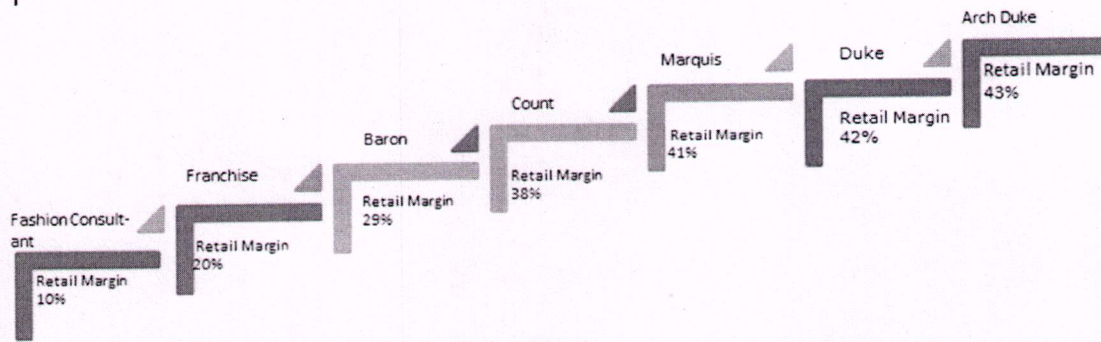 Fashion Consult-
ant
Retail Margin
10%
Franchise
Retail Margin
20%
Baron
Retail Margin
29%
Count
Retail Margin
38%
Marquis
Retail Margin
41%
Duke
Retail Margin
42%
Arch Duke
Retail Margin
43%